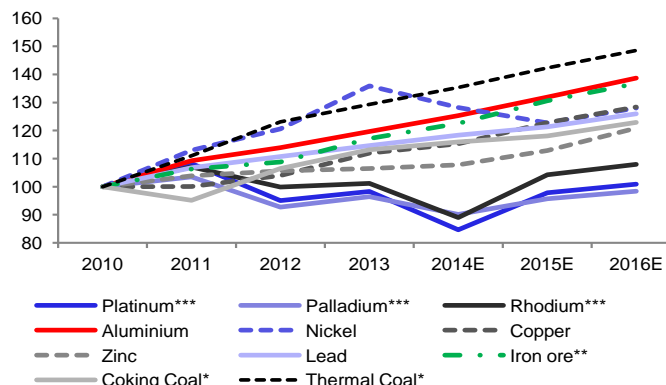 160
150
140
130
120
110
100
90
80
2010 2011 2012 2013 2014E 2015E 2016E
Platinum*** Palladium*** Rhodium***
Aluminium Nickel Copper
Zinc Lead Iron ore**
Coking Coal* Thermal Coal*